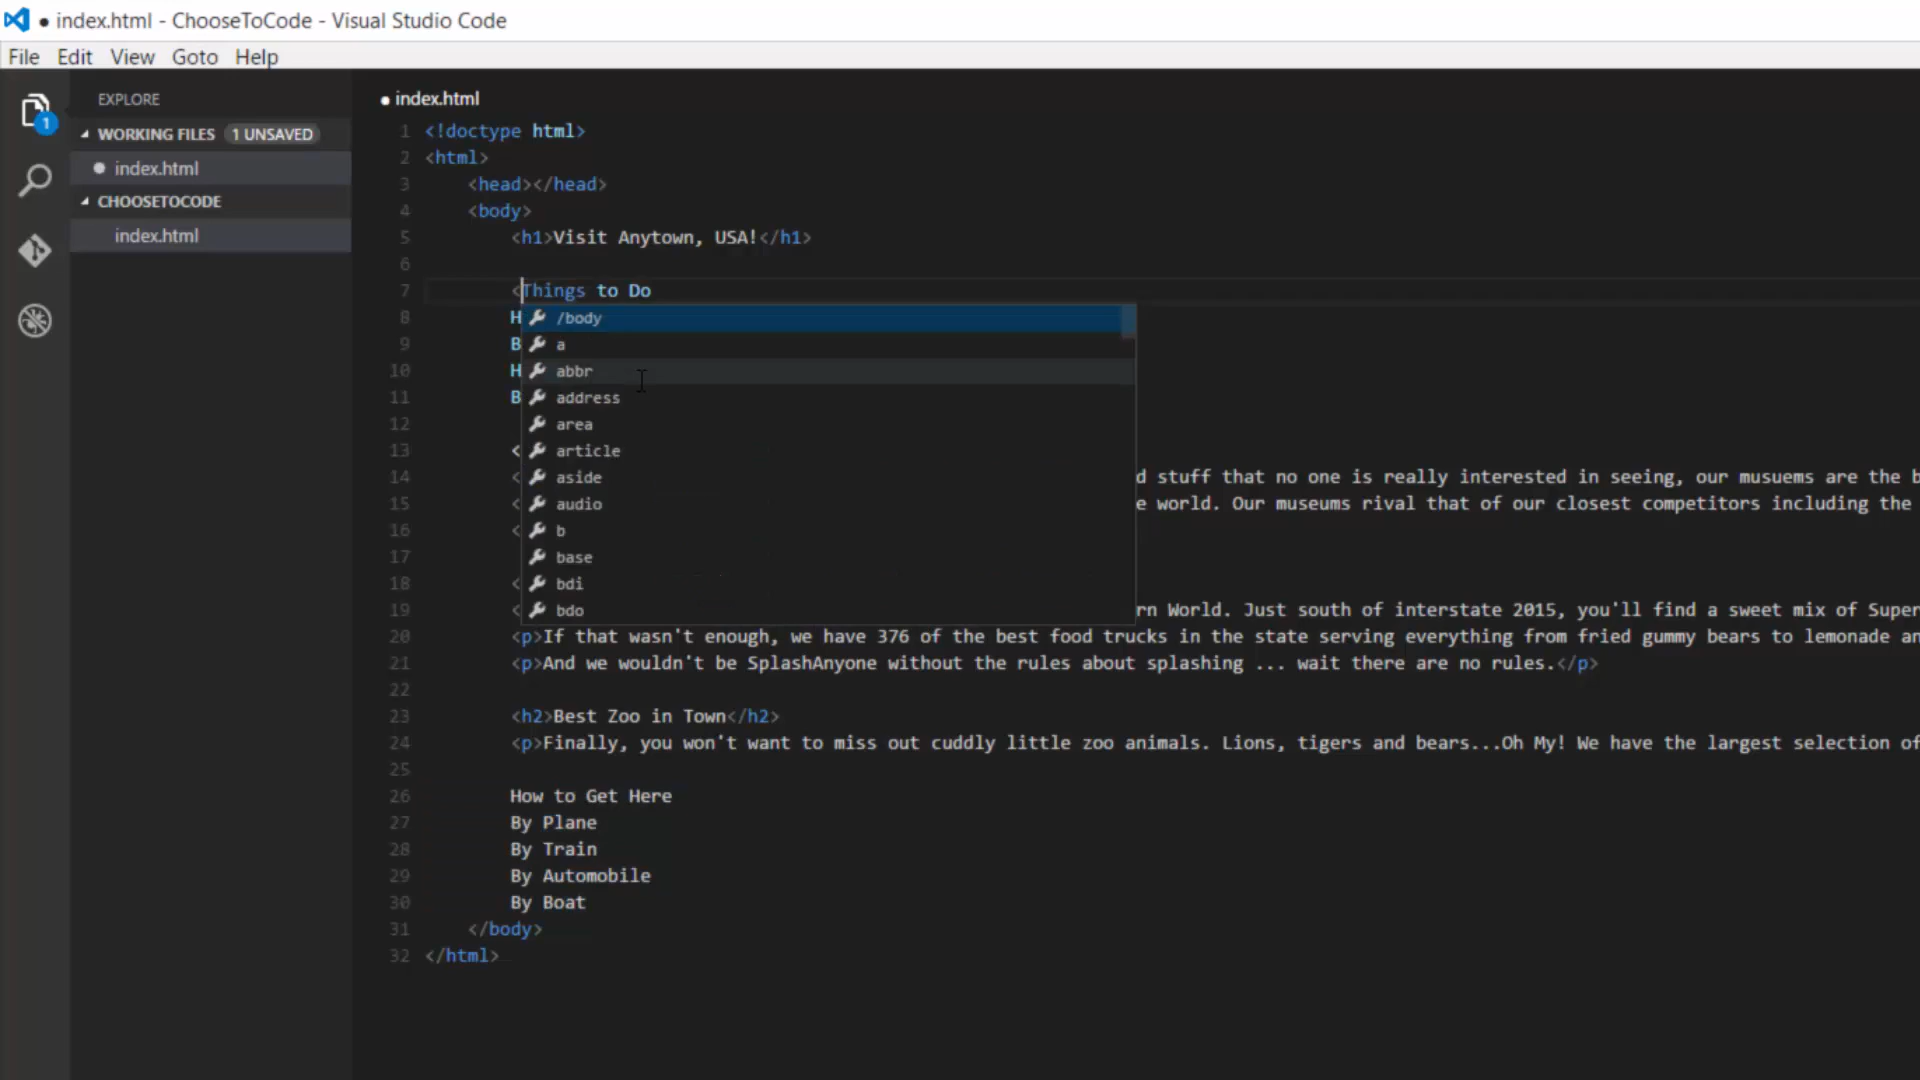 ● index.html - ChooseToCode - Visual Studio Code
File Edit View Goto Help
EXPLORE
WORKING FILES 1 UNSAVED
● index.html
CHOOSETOCODE
index.html
1
● index.html
1 <!doctype html>
2 <html>
3 <head></head>
4 <body>
5 <h1>Visit Anytown, USA!</h1>
6
7 <Things to Do
8 H /body
9 B a
10 H abbr
11 B address
12 area
13 < article
14 < aside d stuff that no one is really interested in seeing, our musuems are the b
15 < audio e world. Our museums rival that of our closest competitors including the
16 < b
17 base
18 < bdi
19 < bdo rn World. Just south of interstate 2015, you'll find a sweet mix of Super
20 <p>If that wasn't enough, we have 376 of the best food trucks in the state serving everything from fried gummy bears to lemonade an
21 <p>And we wouldn't be SplashAnyone without the rules about splashing ... wait there are no rules.</p>
22
23 <h2>Best Zoo in Town</h2>
24 <p>Finally, you won't want to miss out cuddly little zoo animals. Lions, tigers and bears...Oh My! We have the largest selection of
25
26 How to Get Here
27 By Plane
28 By Train
29 By Automobile
30 By Boat
31 </body>
32 </html>